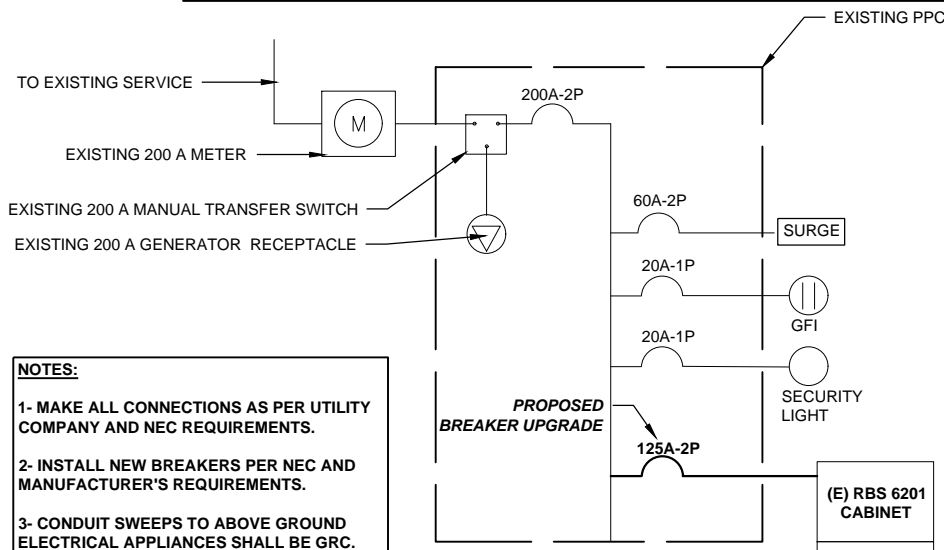 EXISTING PPC
TO EXISTING SERVICE
200A-2P
M
EXISTING 200 A METER
EXISTING 200 A MANUAL TRANSFER SWITCH
60A-2P
EXISTING 200 A GENERATOR RECEPTACLE
SURGE
20A-1P
GFI
20A-1P
SECURITY
LIGHT
NOTES:
1- MAKE ALL CONNECTIONS AS PER UTILITY
COMPANY AND NEC REQUIREMENTS.
2- INSTALL NEW BREAKERS PER NEC AND
MANUFACTURER'S REQUIREMENTS.
3- CONDUIT SWEEPS TO ABOVE GROUND
ELECTRICAL APPLIANCES SHALL BE GRC.
PROPOSED
BREAKER UPGRADE
125A-2P
(E) RBS 6201
CABINET